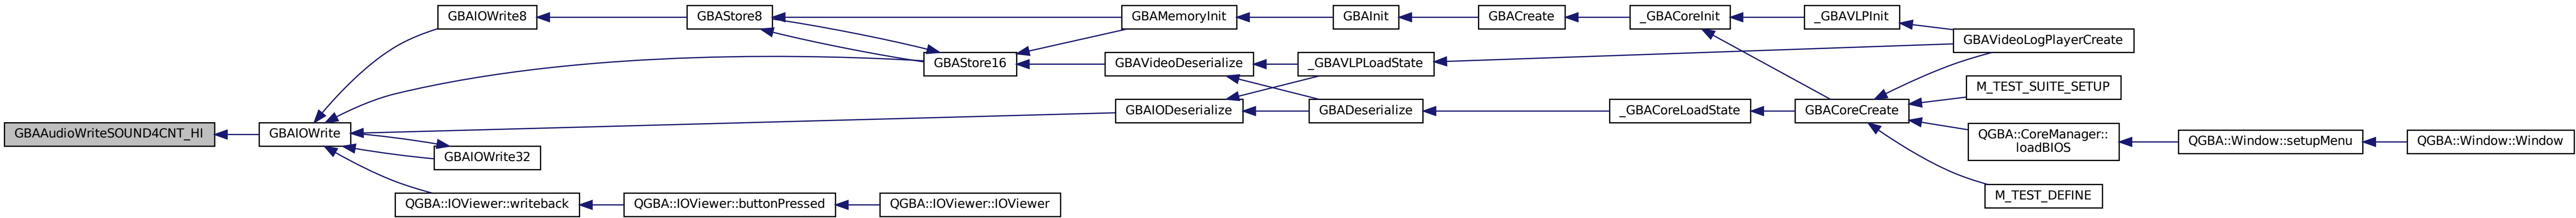 GBAAudioWriteSOUND4CNT_HI
GBAIOWrite
GBAIOWrite8
GBAStore8
GBAStore16
GBAMemoryInit
GBAInit
GBACreate
_GBACoreInit
_GBAVLPInit
GBAVideoLogPlayerCreate
GBAVideoDeserialize
_GBAVLPLoadState
GBAIODeserialize
GBADeserialize
_GBACoreLoadState
GBACoreCreate
M_TEST_SUITE_SETUP
QGBA::CoreManager::
loadBIOS
QGBA::Window::setupMenu
QGBA::Window::Window
M_TEST_DEFINE
GBAIOWrite32
QGBA::IOViewer::writeback
QGBA::IOViewer::buttonPressed
QGBA::IOViewer::IOViewer